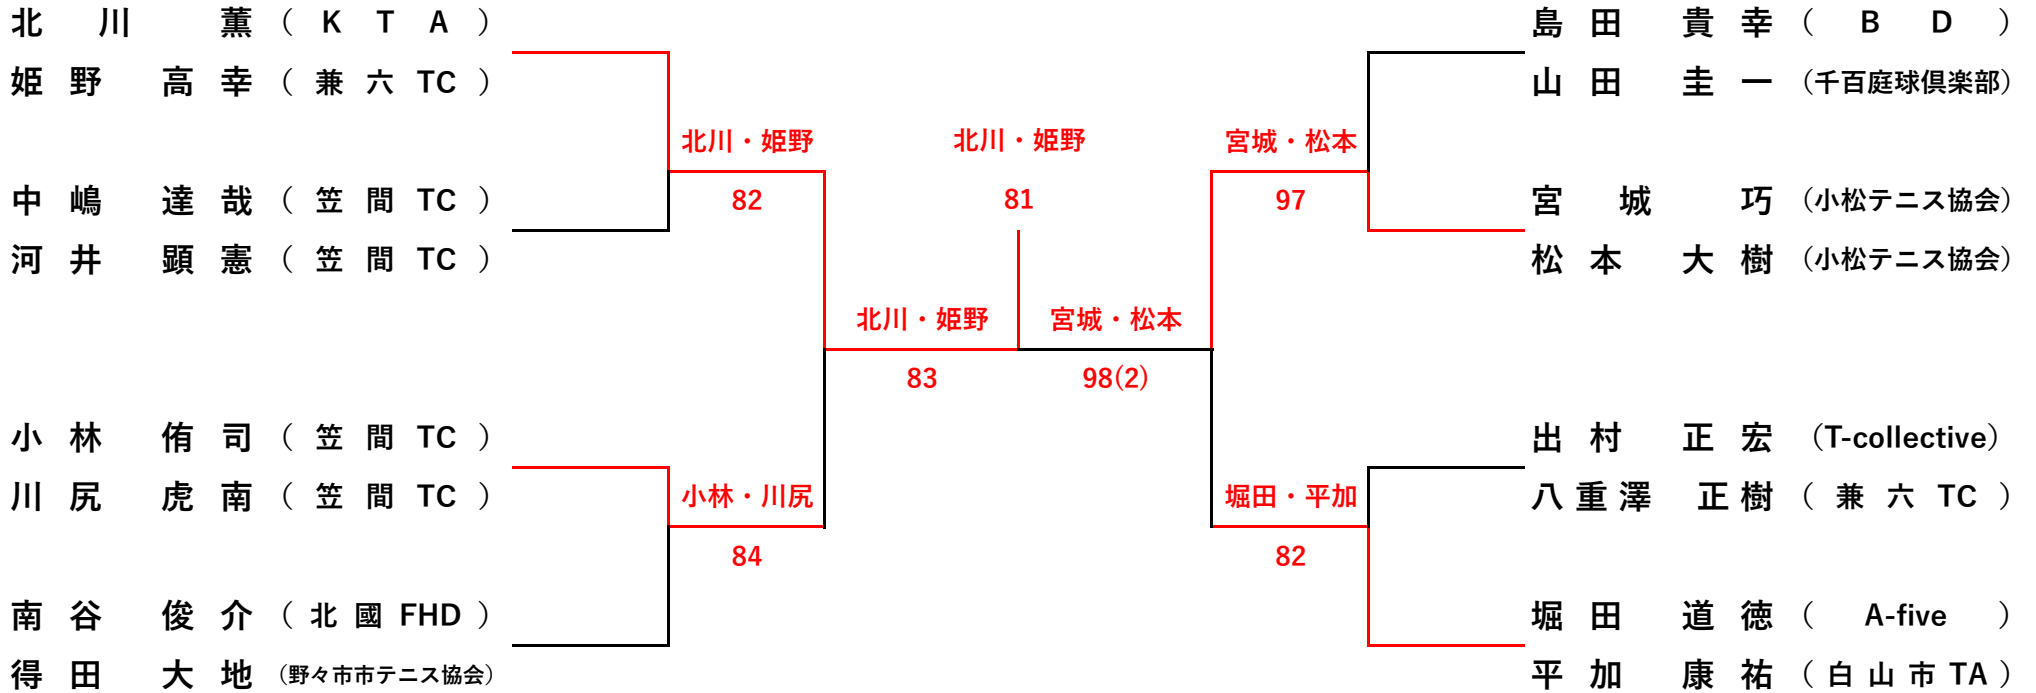 北川 薫（KTA）
姫野 高幸（兼六TC）
中嶋 達哉（笠間TC）
河井 顕憲（笠間TC）
小林 侑司（笠間TC）
川尻 虎南（笠間TC）
南谷 俊介（北國FHD）
得田 大地（野々市市テニス協会）
北川・姫野
82
小林・川尻
84
北川・姫野
83
北川・姫野
81
宮城・松本
98(2)
宮城・松本
97
堀田・平加
82
島田 貴幸（BD）
山田 圭一（千百庭球倶楽部）
宮城 巧（小松テニス協会）
松本 大樹（小松テニス協会）
出村 正宏（T-collective）
八重澤 正樹（兼六TC）
堀田 道徳（A-five）
平加 康祐（白山市TA）